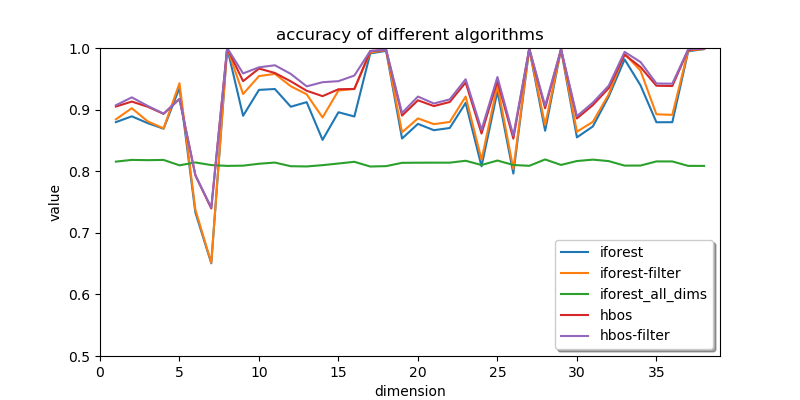 accuracy of different algorithms
1.0
0.9
0.8
0.7
0.6
0.5
value
0 5 10 15 20 25 30 35
dimension
iforest
iforest-filter
iforest_all_dims
hbos
hbos-filter